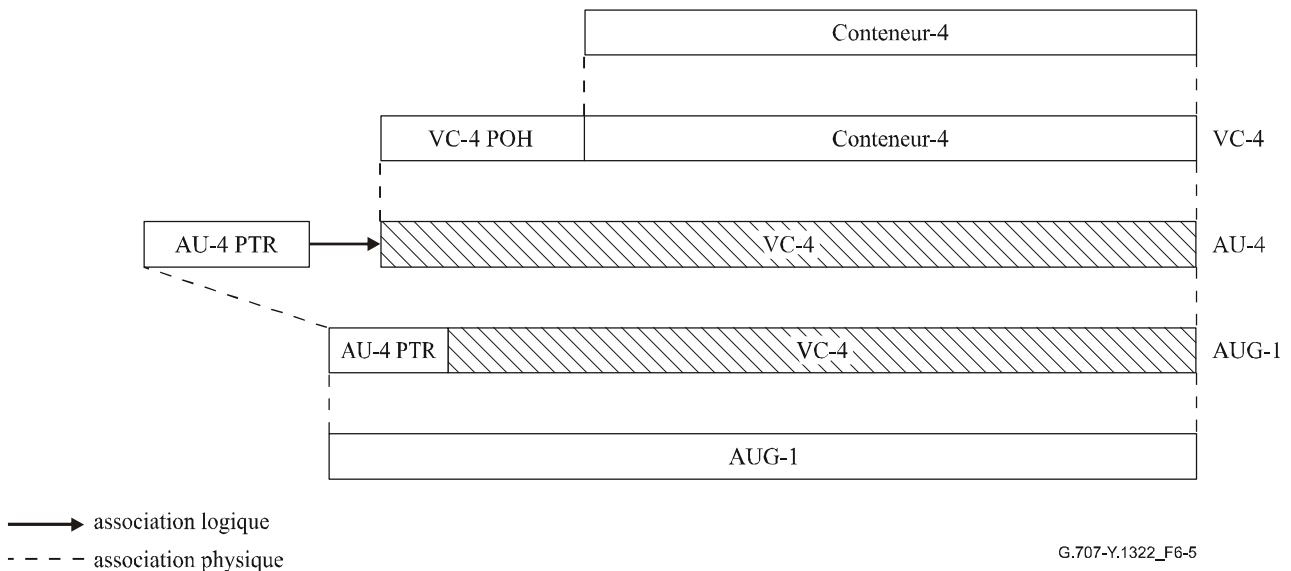 Conteneur-4
VC-4 POH Conteneur-4 VC-4
AU-4 PTR VC-4 AU-4
AU-4 PTR VC-4 AUG-1
AUG-1
association logique
association physique
G.707-Y.1322_F6-5